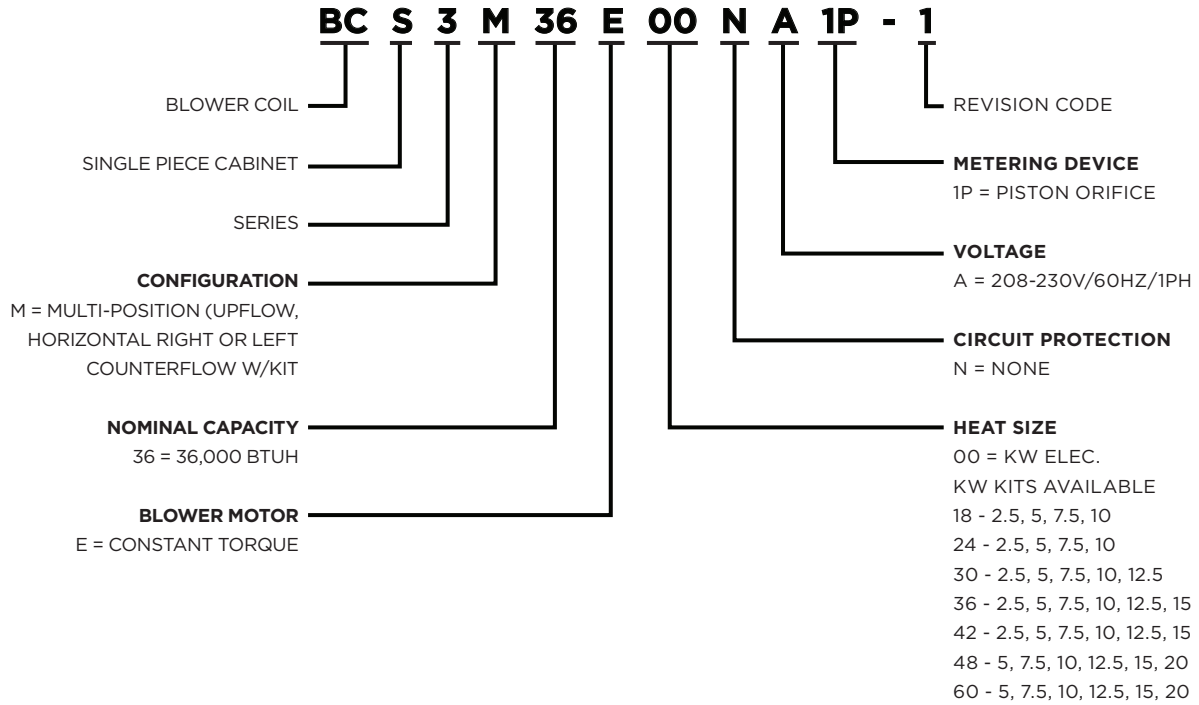 BC S 3 M 36 E 00 N A 1P - 1
BLOWER COIL
SINGLE PIECE CABINET
SERIES
CONFIGURATION
M = MULTI-POSITION (UPFLOW,
HORIZONTAL RIGHT OR LEFT
COUNTERFLOW W/KIT
NOMINAL CAPACITY
36 = 36,000 BTUH
BLOWER MOTOR
E = CONSTANT TORQUE
REVISION CODE
METERING DEVICE
1P = PISTON ORIFICE
VOLTAGE
A = 208-230V/60HZ/1PH
CIRCUIT PROTECTION
N = NONE
HEAT SIZE
00 = KW ELEC.
KW KITS AVAILABLE
18 - 2.5, 5, 7.5, 10
24 - 2.5, 5, 7.5, 10
30 - 2.5, 5, 7.5, 10, 12.5
36 - 2.5, 5, 7.5, 10, 12.5, 15
42 - 2.5, 5, 7.5, 10, 12.5, 15
48 - 5, 7.5, 10, 12.5, 15, 20
60 - 5, 7.5, 10, 12.5, 15, 20